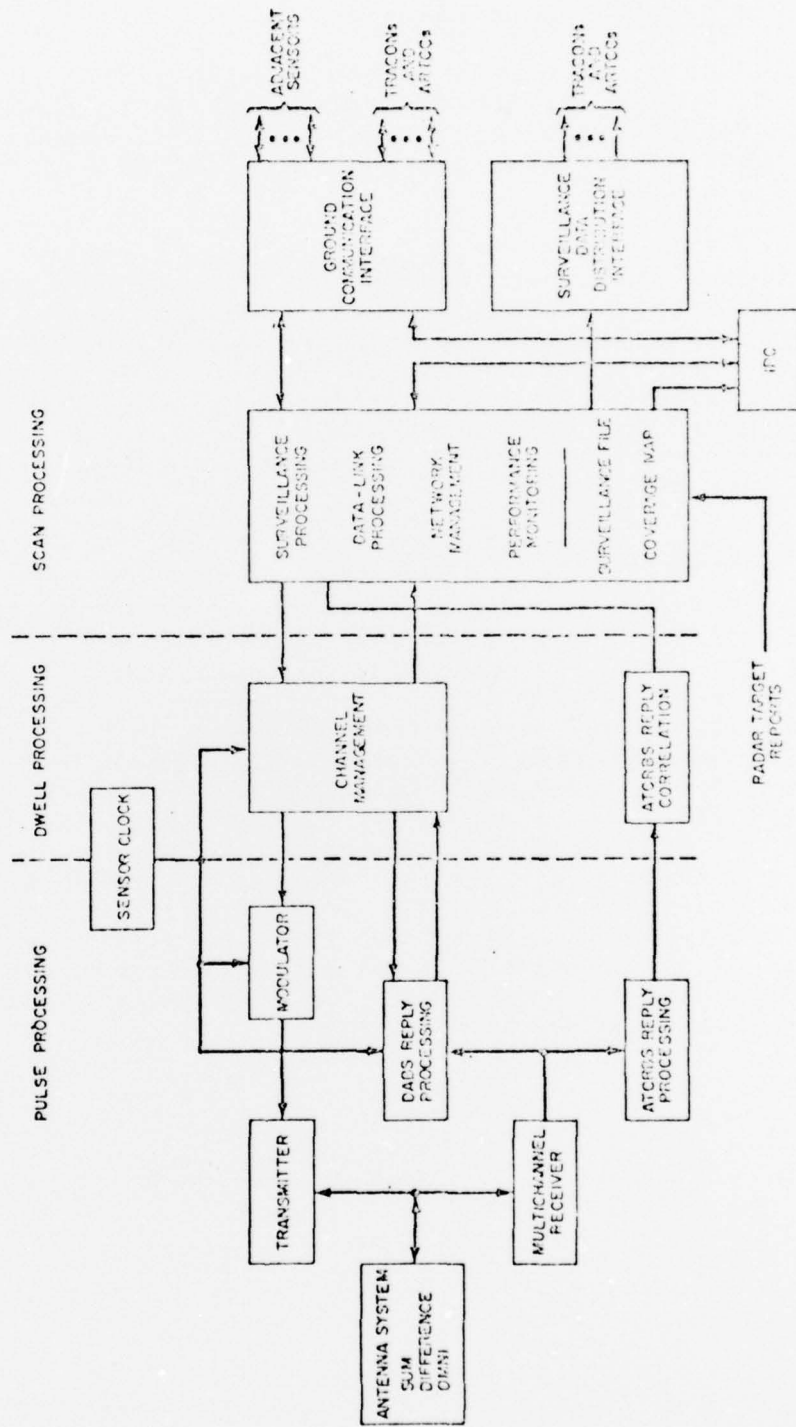 PULSE PROCESSING
DWELL PROCESSING
SCAN PROCESSING
SENSOR CLOCK
ANTENNA SYSTEM
SUM
DIFFERENCE
OMNI
TRANSMITTER
MODULATOR
MULTICHANNEL
RECEIVER
DABS REPLY
PROCESSING
ATCRBS REPLY
PROCESSING
CHANNEL
MANAGEMENT
ATCRBS REPLY
CORRELATION
RADAR TARGET
REPORTS
SURVEILLANCE
PROCESSING
DATA-LINK
PROCESSING
NETWORK
MANAGEMENT
PERFORMANCE
MONITORING
SURVEILLANCE FILE
COVERAGE MAP
GROUND
COMMUNICATION
INTERFACE
SURVEILLANCE
DATA
DISTRIBUTION
INTERFACE
IPC
ADJACENT
SENSORS
TRACONs
AND
ARTCCs
TRACONs
AND
ARTCCs